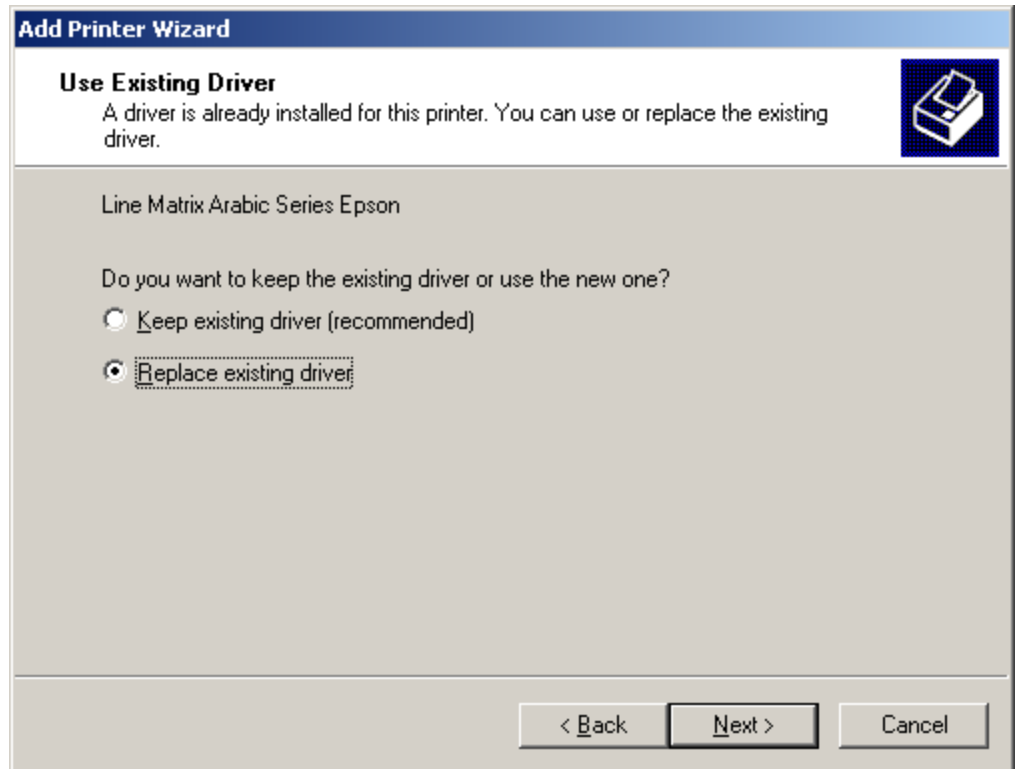 Add Printer Wizard
Use Existing Driver
A driver is already installed for this printer. You can use or replace the existing
driver.
Line Matrix Arabic Series Epson
Do you want to keep the existing driver or use the new one?
Keep existing driver (recommended)
Replace existing driver
< Back
Next >
Cancel